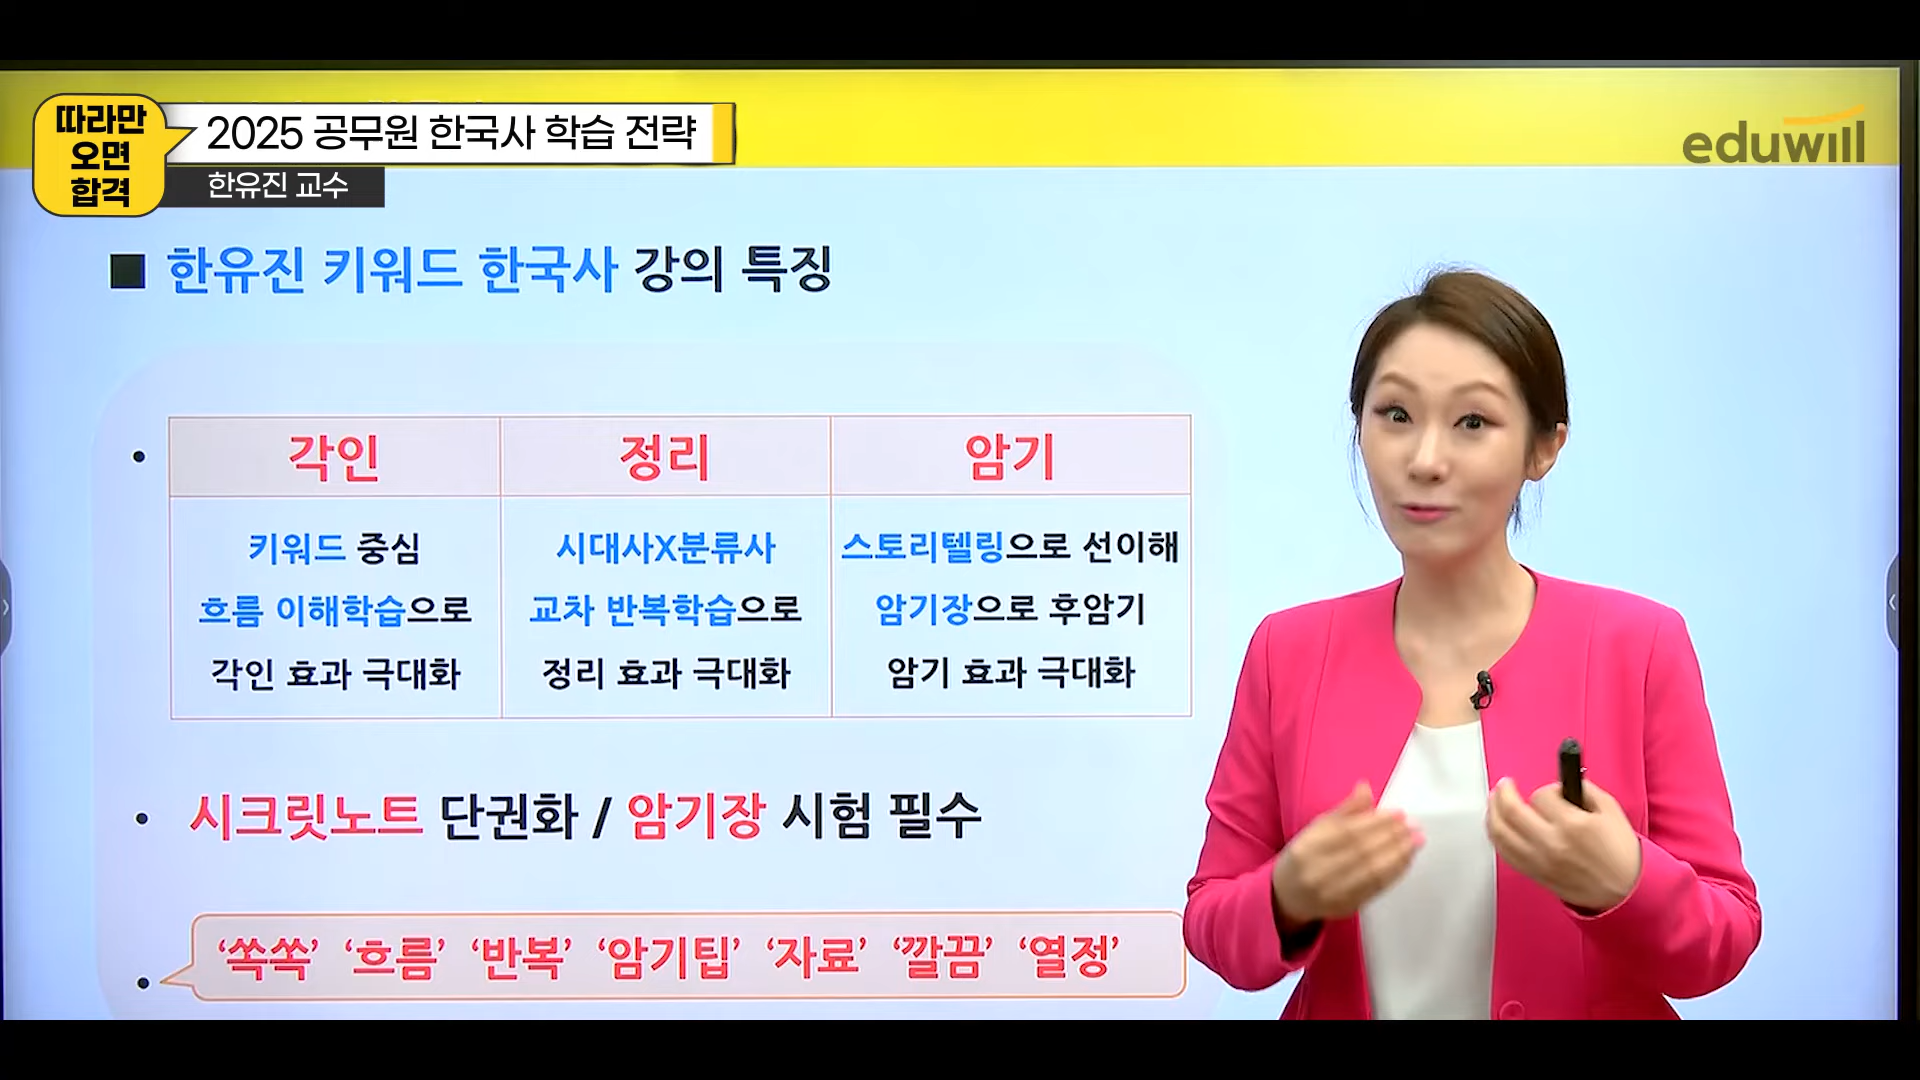 따라만
오면
합격
2025 공무원 한국사 학습 전략
한유진 교수
eduwill
■ 한유진 키워드 한국사 강의 특징
각인
정리
암기
키워드 중심
흐름 이해학습으로
각인 효과 극대화
시대사X분류사
교차 반복학습으로
정리 효과 극대화
스토리텔링으로 선이해
암기장으로 후암기
암기 효과 극대화
• 시크릿노트 단권화 / 암기장 시험 필수
• ‘쏙쏙’ ‘흐름’ ‘반복’ ‘암기팁’ ‘자료’ ‘깔끔’ ‘열정’